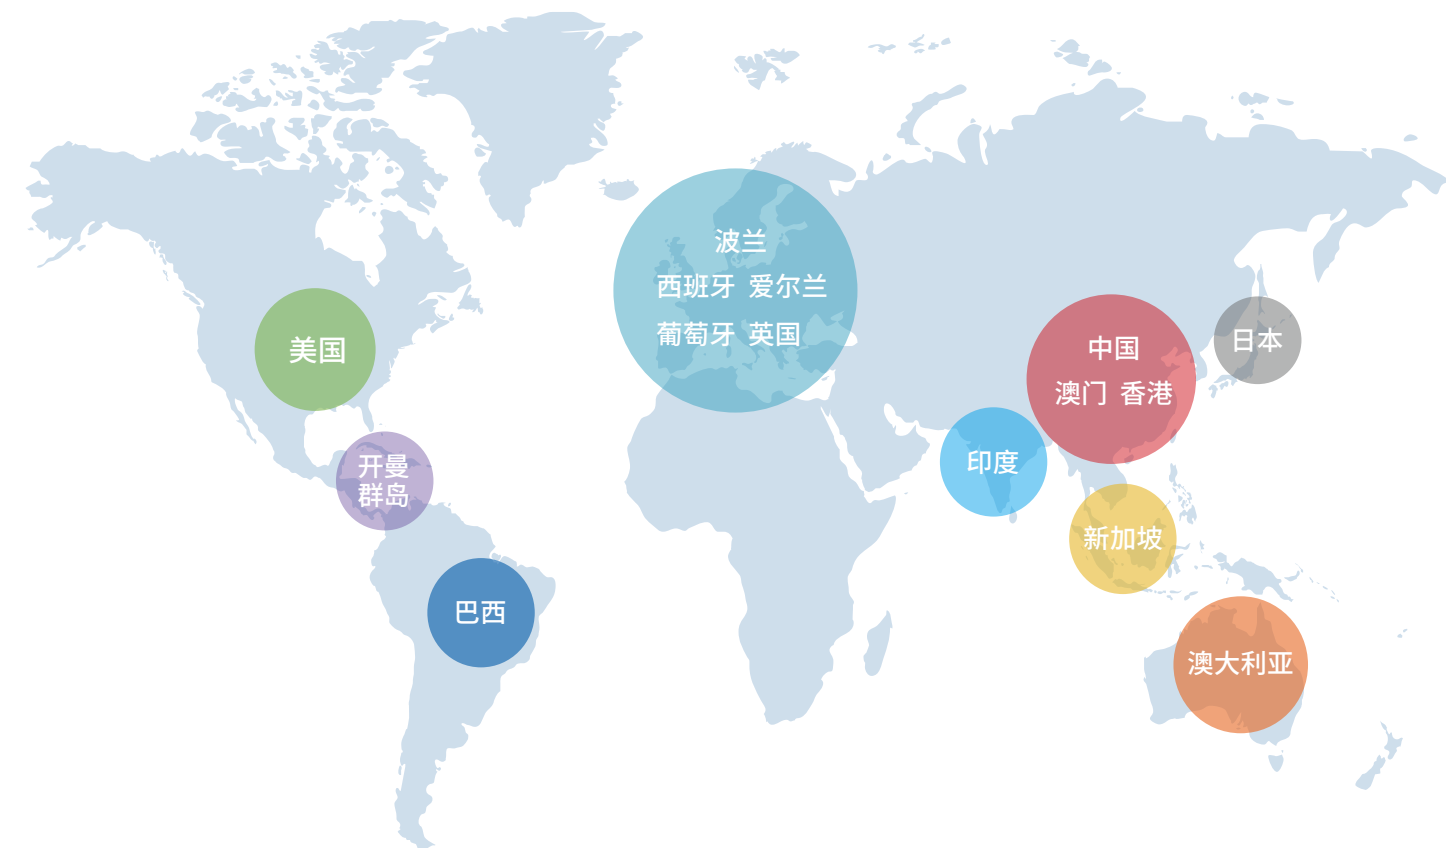 波兰
西班牙 爱尔兰
葡萄牙 英国
美国
中国
澳门 香港
日本
开曼
群岛
印度
新加坡
巴西
澳大利亚